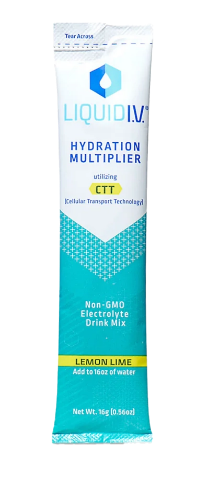 Tear Across
LIQUID I.V.
HYDRATION
MULTIPLIER
utilizing
CTT
(Cellular Transport Technology)
Non-GMO
Electrolyte
Drink Mix
LEMON LIME
Add to 16oz of water
Net Wt. 16g (0.56oz)